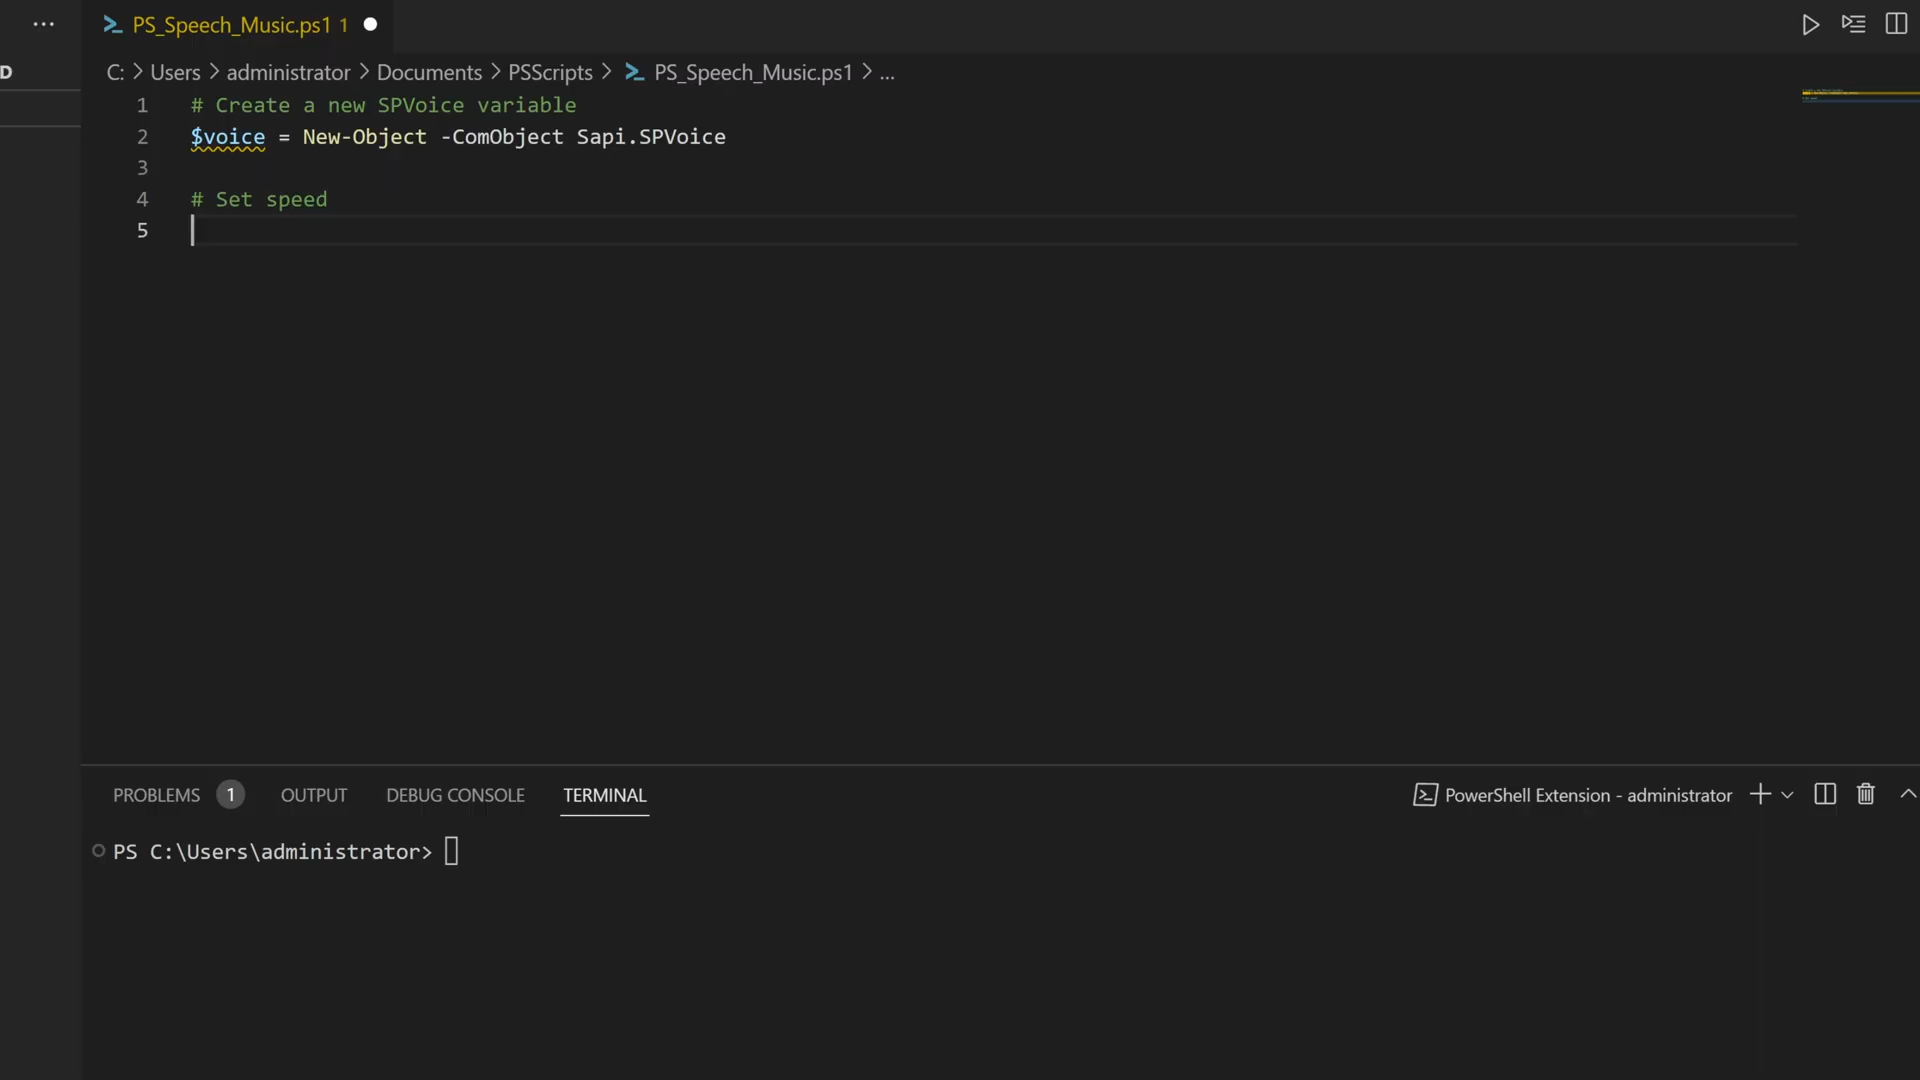 PS_Speech_Music.ps1 1
D
C: > Users > administrator > Documents > PSScripts > PS_Speech_Music.ps1 > ...
1 # Create a new SPVoice variable
2 $voice = New-Object -ComObject Sapi.SPVoice
3
4 # Set speed
5
PROBLEMS 1 OUTPUT DEBUG CONSOLE TERMINAL PowerShell Extension - administrator
PS C:\Users\administrator>